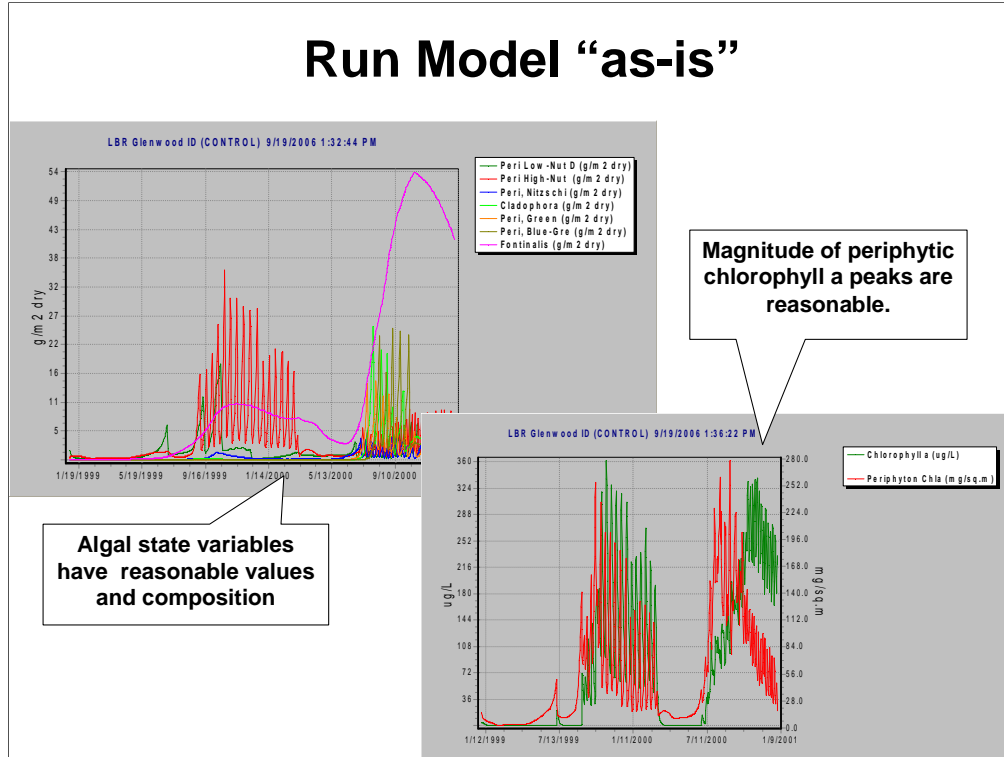 Run Model “as-is”
LBR Glenwood ID (CONTROL) 9/19/2006 1:32:44 PM
54
49
43
38
32
27
22
16
11
5
g/m 2 dry
1/19/1999
5/19/1999
9/16/1999
1/14/2000
5/13/2000
9/10/2000
Peri Low-Nut D (g/m 2 dry)
Peri High-Nut (g/m 2 dry)
Peri, Nitzschi (g/m 2 dry)
Cladophora (g/m 2 dry)
Peri, Green (g/m 2 dry)
Peri, Blue-Gre (g/m 2 dry)
Fontinalis (g/m 2 dry)
Magnitude of periphytic
chlorophyll a peaks are
reasonable.
Algal state variables
have reasonable values
and composition
LBR Glenwood ID (CONTROL) 9/19/2006 1:36:22 PM
360
324
288
252
216
180
144
108
72
36
ug/L
280.0
252.0
224.0
196.0
168.0
140.0
112.0
84.0
56.0
28.0
0.0
mg/sq.m
1/12/1999
7/13/1999
1/11/2000
7/11/2000
1/9/2001
Chlorophyll a (ug/L)
Periphyton Chla (mg/sq.m)